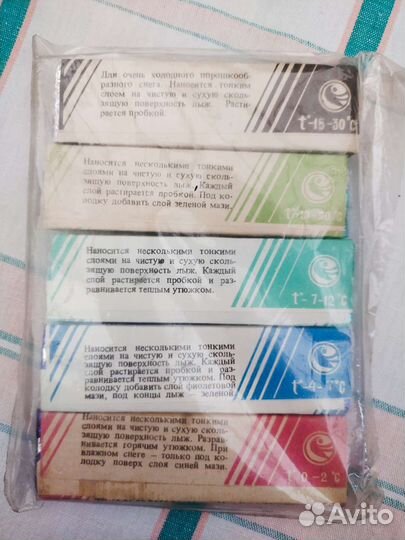 Для очень холодного порошкооб-
разного снега. Наносится тонким
слоем на чистую и сухую сколь-
зящую поверхность лыж. Расти-
рается пробкой.
t°-15-30°C
Наносится несколькими тонкими
слоями на чистую и сухую сколь-
зящую поверхность лыж. Каждый
слой растирается пробкой. Под ко-
лодку добавить слой зеленой мази.
Наносится несколькими тонкими
слоями на чистую и сухую сколь-
зящую поверхность лыж. Каждый
слой растирается пробкой и раз-
равнивается теплым утюжком.
t°-7-12°C
Наносится несколькими тонкими
слоями на чистую и сухую сколь-
зящую поверхность лыж. Каждый
слой растирается пробкой и раз-
равнивается теплым утюжком. Под
колодку добавить слой фиолетовой
мази, под концы лыж — зеленой
Наносится несколькими тонкими
слоями на чистую и сухую сколь-
зящую поверхность лыж. Разрав-
нивается горячим утюжком. При
влажном снеге — только под ко-
лодку поверх слоя синей мази.
0-2°C
Avito